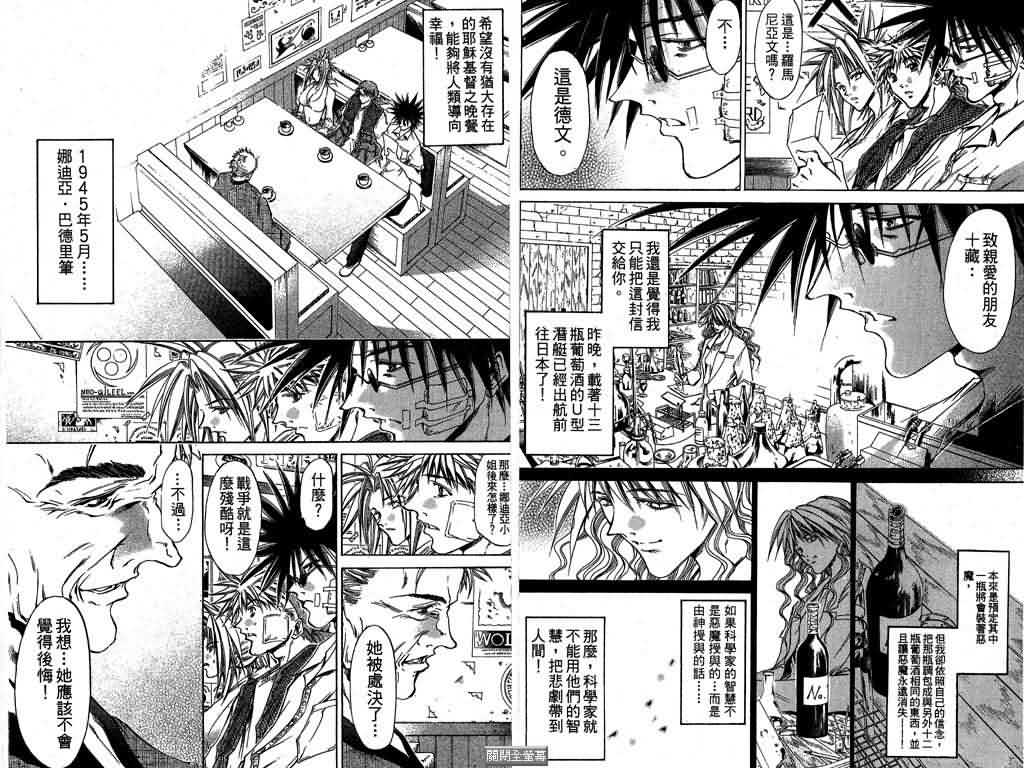 這是…羅馬
尼亞文嗎?
不…
這是德文。
致親愛的朋友
十藏:
我還是覺得我
只能把這封信
交給你。
昨晚,載著十三
瓶葡萄酒的U型
潛艇已經出航前
往日本了!
本來是預定其中
一瓶將會裝著惡
魔,
但我卻依照自己的信念,
把那瓶調包成與另外十二
瓶葡萄酒相同的東西,並
且讓惡魔永遠消失——!
No.
如果科學家的智慧不
是惡魔授與的…而是
由神授與的話……
那麼,科學家就
不能用他們的智
慧,把悲劇帶到
人間!
希望沒有猶大存在
的耶穌基督之晚餐
,能夠將人類導向
幸福!
1945年5月……
娜迪亞·巴德里筆
那麼…娜迪亞小
姐後來怎樣了?
她被處決了…
什麼?
戰爭就是這
麼殘酷呀!
…不過…
我想…她應該不會
覺得後悔!
關閉全螢幕